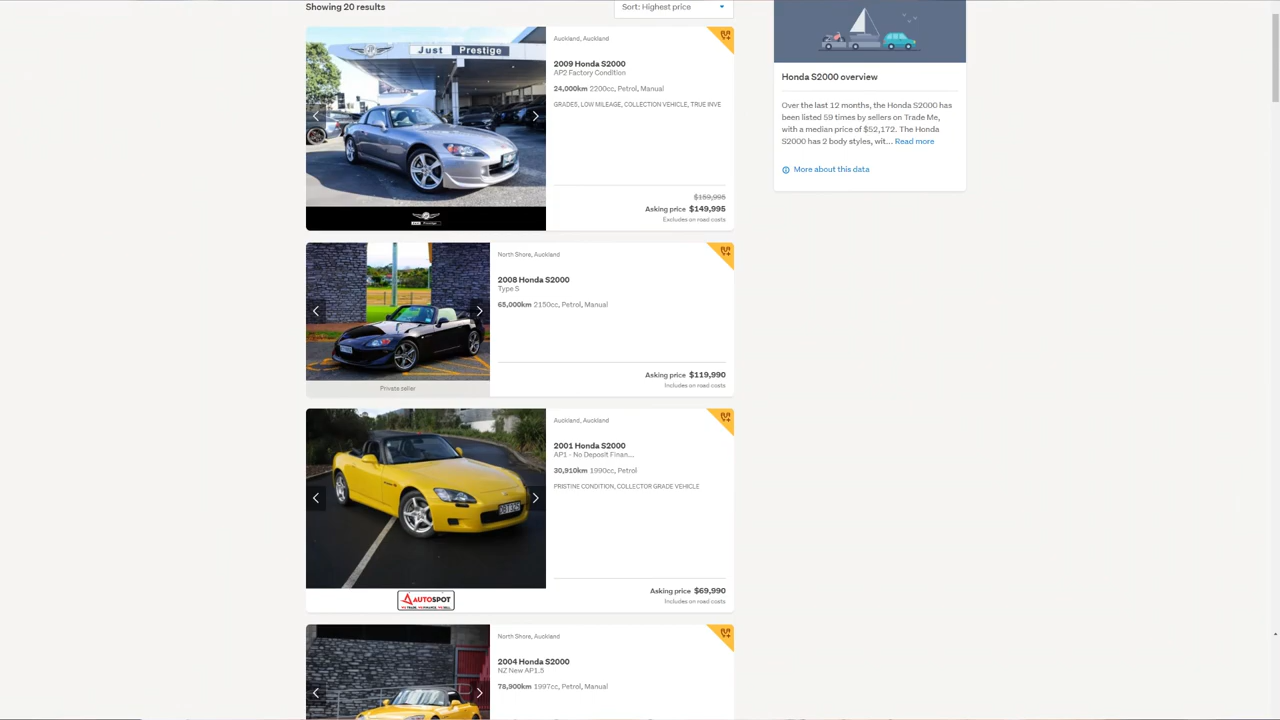 Showing 20 results
Sort: Highest price
Just Prestige
Auckland, Auckland
2009 Honda S2000
AP2 Factory Condition
24,000km 2200cc, Petrol, Manual
GRADE5, LOW MILEAGE, COLLECTION VEHICLE, TRUE INVE
$159,995
Asking price $149,995
Excludes on road costs
North Shore, Auckland
2008 Honda S2000
Type S
65,000km 2150cc, Petrol, Manual
Asking price $119,990
Includes on road costs
Private seller
Auckland, Auckland
2001 Honda S2000
AP1 - No Deposit Finan...
30,910km 1990cc, Petrol
PRISTINE CONDITION, COLLECTOR GRADE VEHICLE
Asking price $69,990
Includes on road costs
AUTOSPOT
WE TRADE. WE FINANCE. WE SELL.
North Shore, Auckland
2004 Honda S2000
NZ New AP1.5
78,900km 1997cc, Petrol, Manual
Honda S2000 overview
Over the last 12 months, the Honda S2000 has
been listed 59 times by sellers on Trade Me,
with a median price of $52,172. The Honda
S2000 has 2 body styles, wit... Read more
More about this data